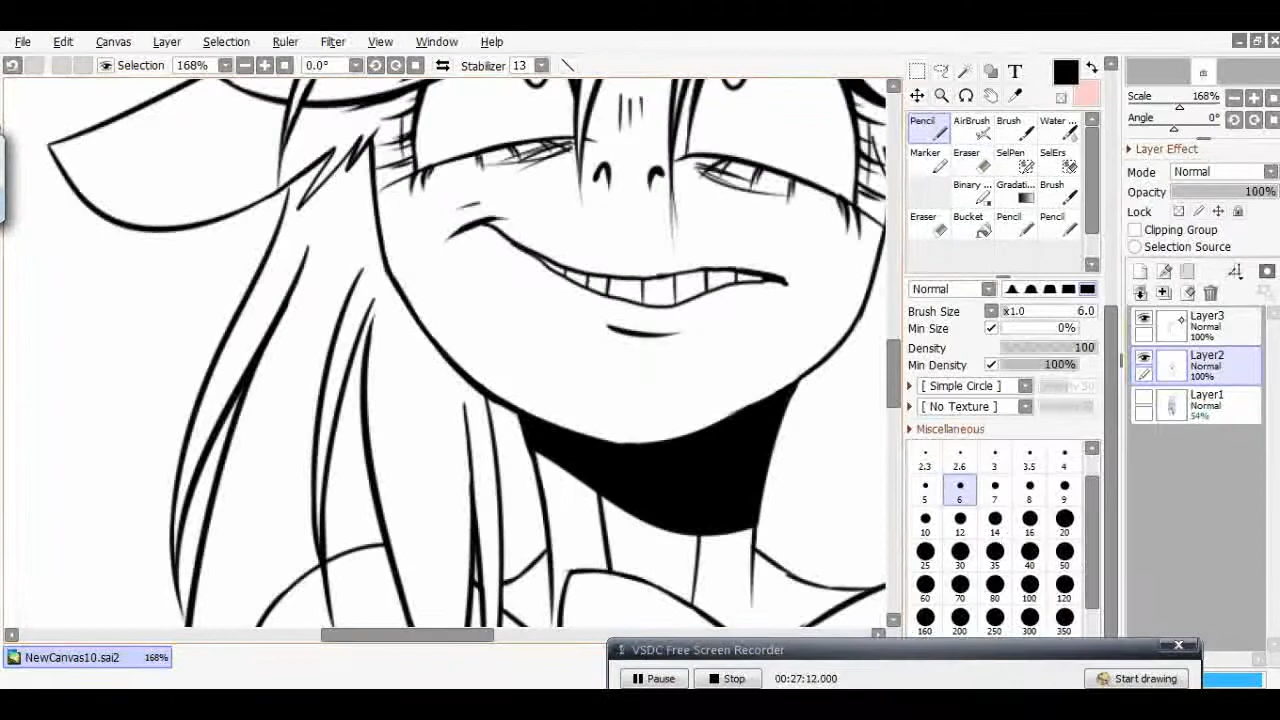 File Edit Canvas Layer Selection Ruler Filter View Window Help
Selection 168% 0.0° Stabilizer 13
T
Pencil AirBrush Brush Water ...
Marker Eraser SelPen SelErs
Binary ... Gradati... Brush
Eraser Bucket Pencil Pencil
Normal
Brush Size x1.0 6.0
Min Size 0%
Density 100
Min Density 100%
[ Simple Circle ]
[ No Texture ]
Miscellaneous
2.3 2.6 3 3.5 4
5 6 7 8 9
10 12 14 16 20
25 30 35 40 50
60 70 80 100 120
160 200 250 300 350
Scale 168%
Angle 0°
Layer Effect
Mode Normal
Opacity 100%
Lock
Clipping Group
Selection Source
Layer3
Normal
100%
Layer2
Normal
100%
Layer1
Normal
54%
NewCanvas10.sai2 168%
VSDC Free Screen Recorder
Pause Stop 00:27:12.000 Start drawing